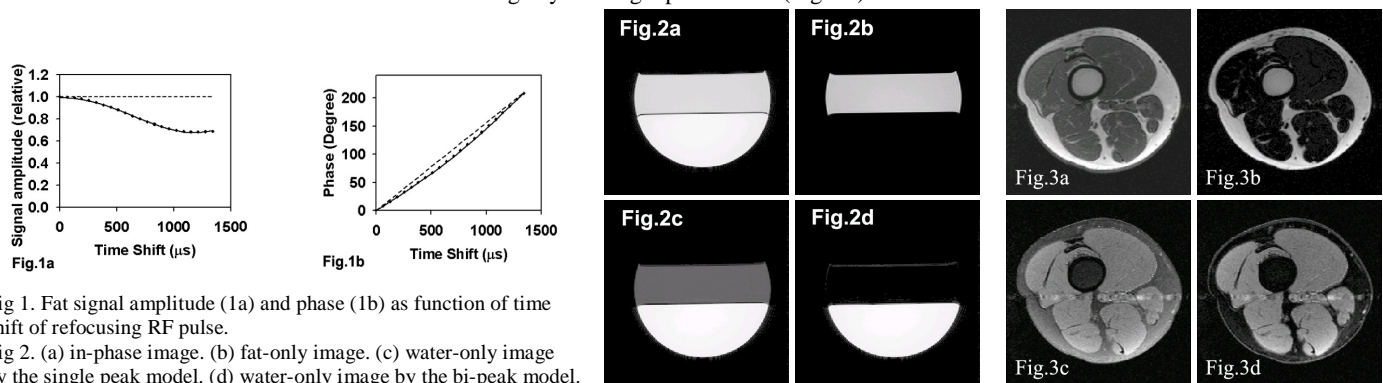 Fig.2a
Fig.2b
1.2
1.0
0.8
0.6
0.4
0.2
0.0
Signal amplitude (relative)
0 500 1000 1500
Time Shift (µs)
Fig.1a
200
150
100
50
0
Phase (Degree)
0 500 1000 1500
Time Shift (µs)
Fig.1b
Fig.3a
Fig.3b
Fig.2c
Fig.2d
Fig.3c
Fig.3d
ig 1. Fat signal amplitude (1a) and phase (1b) as function of time
hift of refocusing RF pulse.
ig 2. (a) in-phase image. (b) fat-only image. (c) water-only image
y the single peak model. (d) water-only image by the bi-peak model.